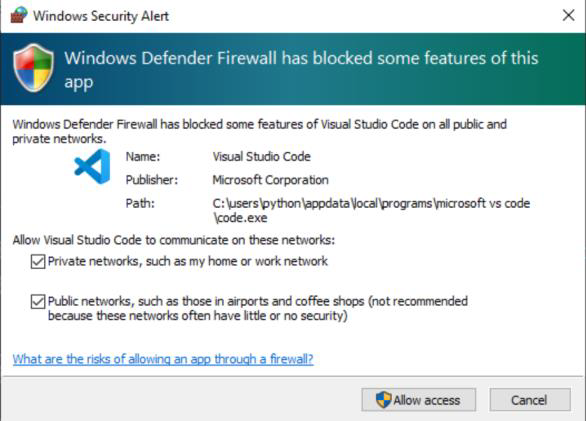 Windows Security Alert
Windows Defender Firewall has blocked some features of this
app
Windows Defender Firewall has blocked some features of Visual Studio Code on all public and
private networks.
Name: Visual Studio Code
Publisher: Microsoft Corporation
Path: C:\users\python\appdata\local\programs\microsoft vs code
\code.exe
Allow Visual Studio Code to communicate on these networks:
Private networks, such as my home or work network
Public networks, such as those in airports and coffee shops (not recommended
because these networks often have little or no security)
What are the risks of allowing an app through a firewall?
Allow access Cancel